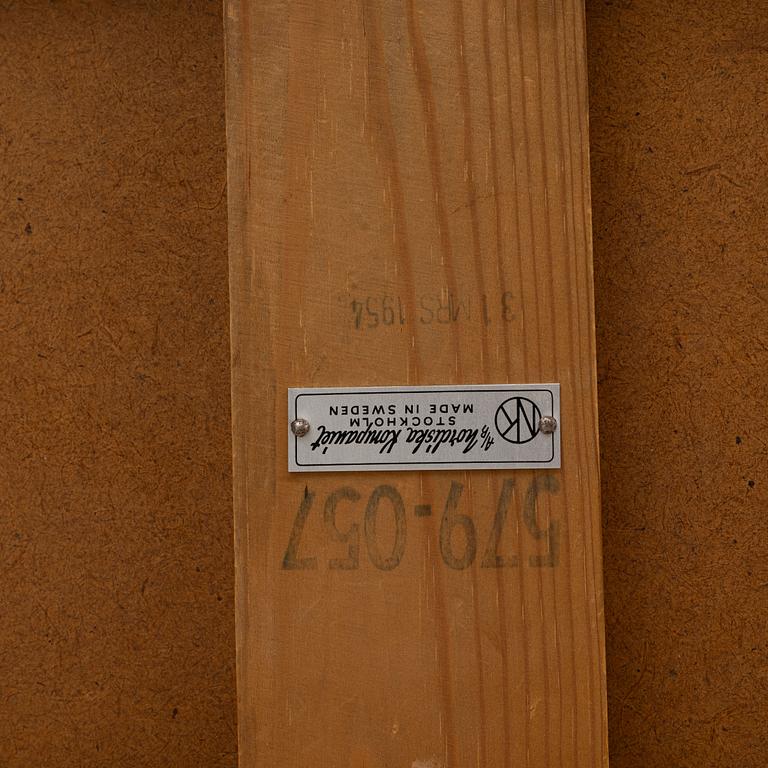 579-057
NK
A/B Nordiska Kompaniet
STOCKHOLM
MADE IN SWEDEN
31 MRS 1954